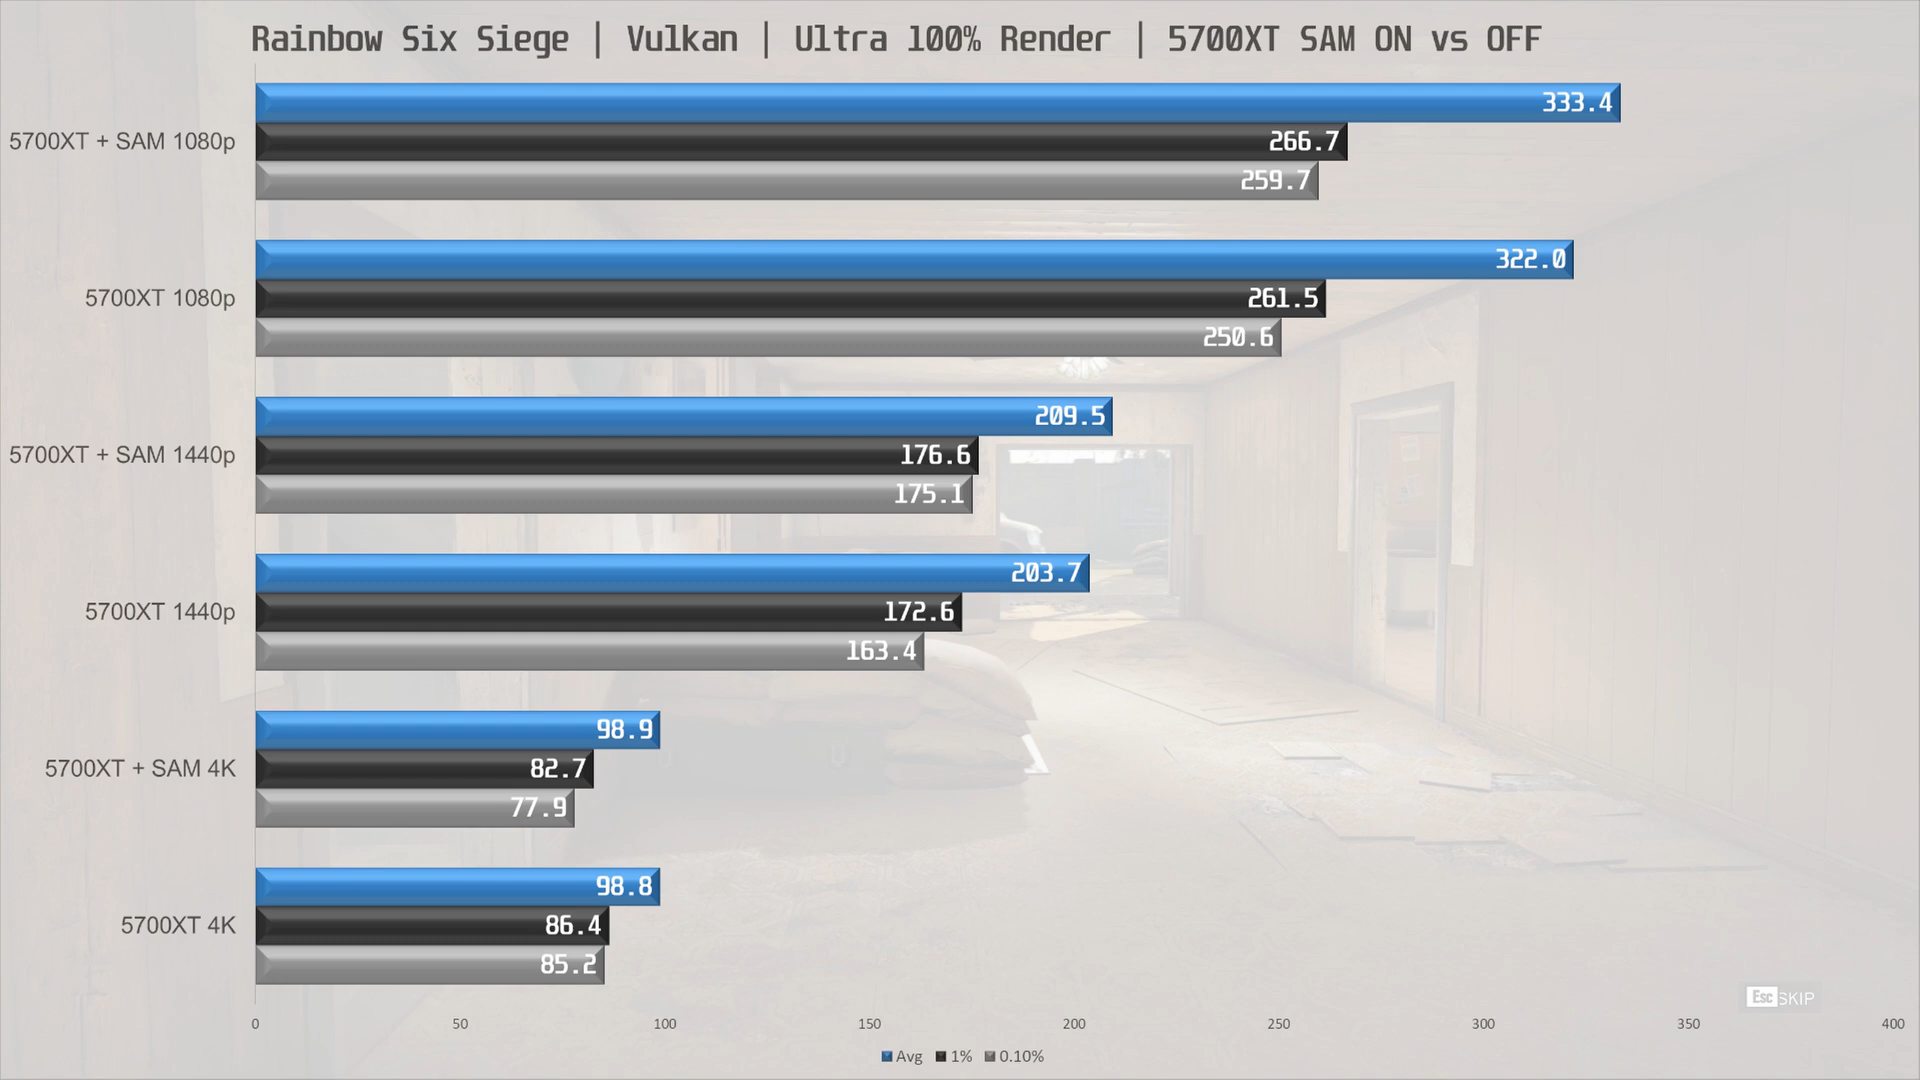 Rainbow Six Siege | Vulkan | Ultra 100% Render | 5700XT SAM ON vs OFF
5700XT + SAM 1080p
333.4
266.7
259.7
5700XT 1080p
322.0
261.5
250.6
5700XT + SAM 1440p
209.5
176.6
175.1
5700XT 1440p
203.7
172.6
163.4
5700XT + SAM 4K
98.9
82.7
77.9
5700XT 4K
98.8
86.4
85.2
Esc SKIP
0 50 100 150 200 250 300 350 400
Avg 1% 0.10%